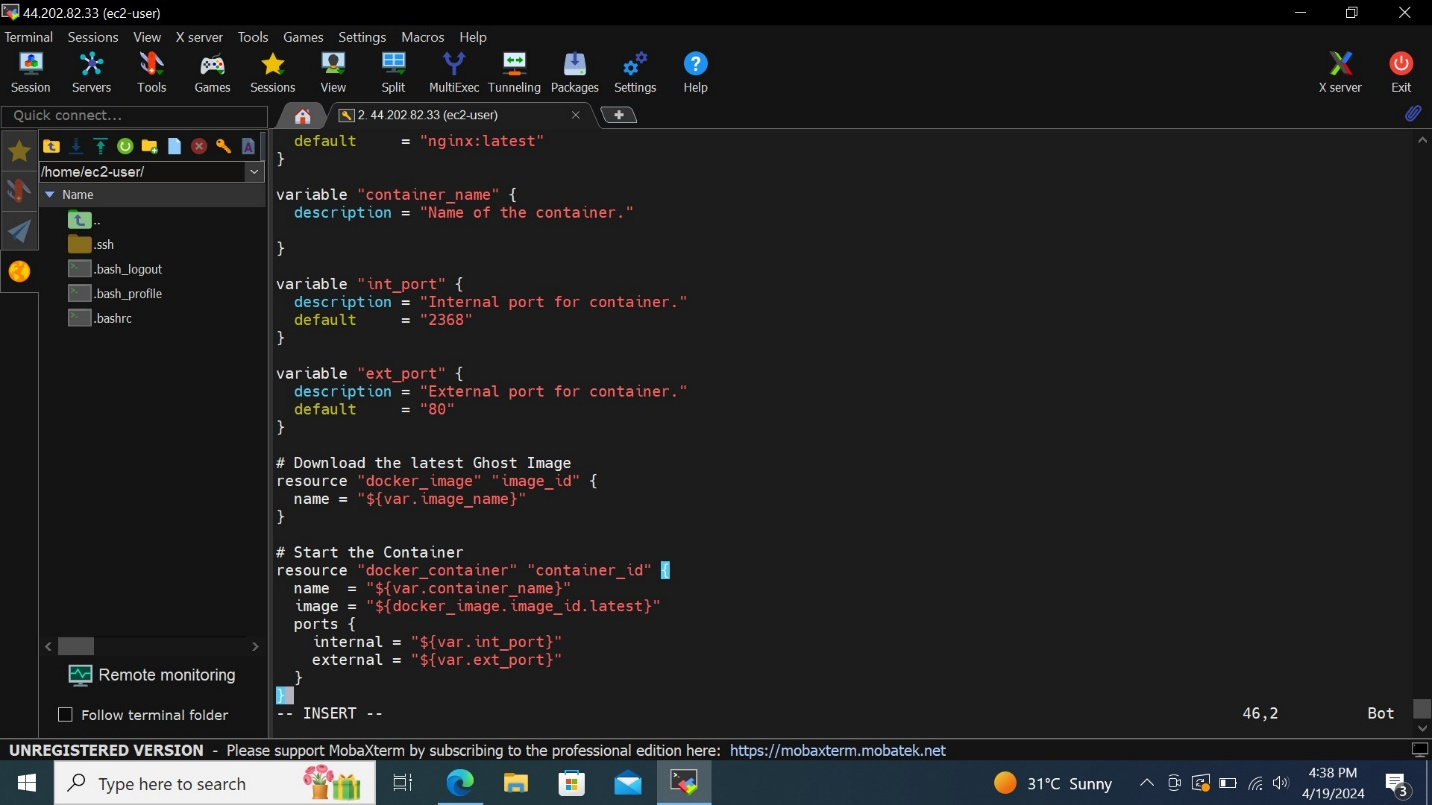 44.202.82.33 (ec2-user)
Terminal Sessions View X server Tools Games Settings Macros Help
Session Servers Tools Games Sessions View Split MultiExec Tunneling Packages Settings Help X server Exit
Quick connect...
2. 44.202.82.33 (ec2-user)
/home/ec2-user/
Name
..
.ssh
.bash_logout
.bash_profile
.bashrc
Remote monitoring
Follow terminal folder
  default     = "nginx:latest"
}
variable "container_name" {
  description = "Name of the container."
}
variable "int_port" {
  description = "Internal port for container."
  default     = "2368"
}
variable "ext_port" {
  description = "External port for container."
  default     = "80"
}
# Download the latest Ghost Image
resource "docker_image" "image_id" {
  name = "${var.image_name}"
}
# Start the Container
resource "docker_container" "container_id" {
  name  = "${var.container_name}"
  image = "${docker_image.image_id.latest}"
  ports {
    internal = "${var.int_port}"
    external = "${var.ext_port}"
  }
}
-- INSERT -- 46,2 Bot
UNREGISTERED VERSION - Please support MobaXterm by subscribing to the professional edition here: https://mobaxterm.mobatek.net
Type here to search
31°C Sunny
4:38 PM
4/19/2024
3